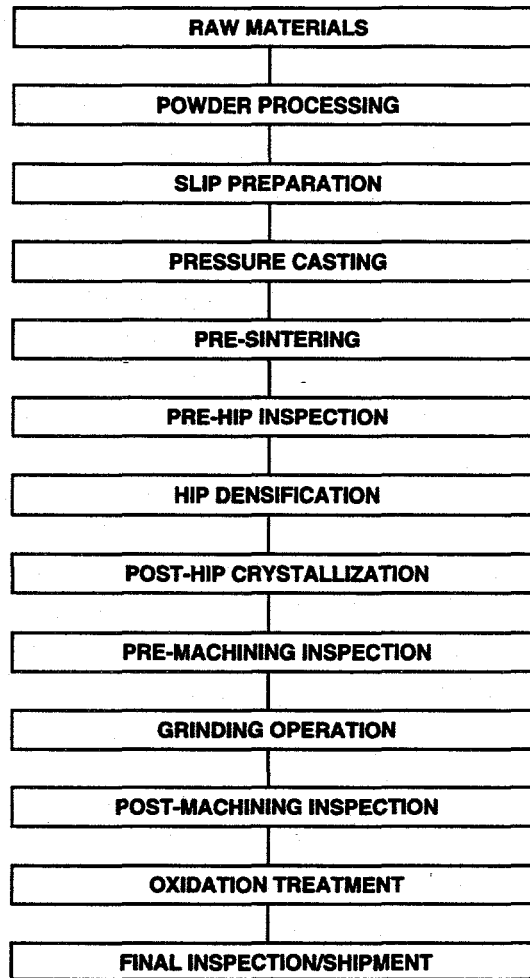 RAW MATERIALS
POWDER PROCESSING
SLIP PREPARATION
PRESSURE CASTING
PRE-SINTERING
PRE-HIP INSPECTION
HIP DENSIFICATION
POST-HIP CRYSTALLIZATION
PRE-MACHINING INSPECTION
GRINDING OPERATION
POST-MACHINING INSPECTION
OXIDATION TREATMENT
FINAL INSPECTION/SHIPMENT